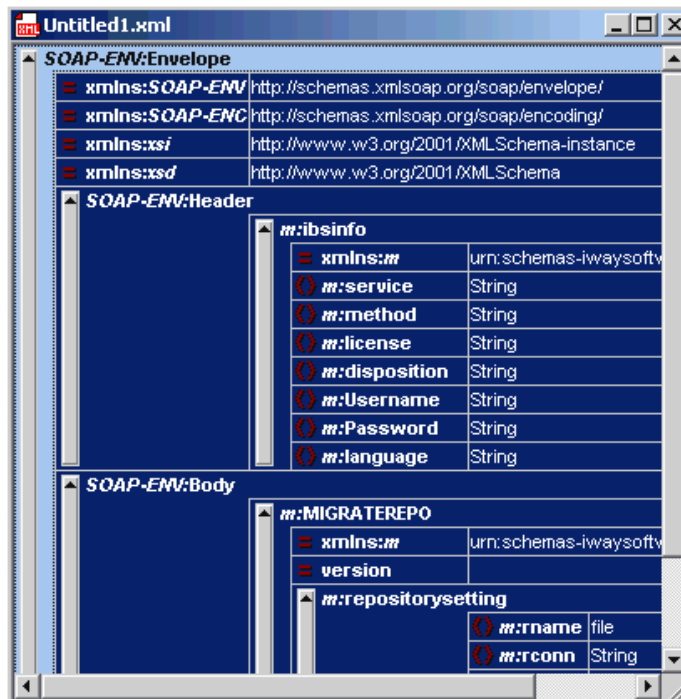 Untitled1.xml
SOAP-ENV:Envelope
xmlns:SOAP-ENV http://schemas.xmlsoap.org/soap/envelope/
xmlns:SOAP-ENC http://schemas.xmlsoap.org/soap/encoding/
xmlns:xsi http://www.w3.org/2001/XMLSchema-instance
xmlns:xsd http://www.w3.org/2001/XMLSchema
SOAP-ENV:Header
m:ibsinfo
xmlns:m urn:schemas-iwaysoftw
m:service String
m:method String
m:license String
m:disposition String
m:Username String
m:Password String
m:language String
SOAP-ENV:Body
m:MIGRATEREPO
xmlns:m urn:schemas-iwaysoftw
version
m:repositorysetting
m:rname file
m:rconn String